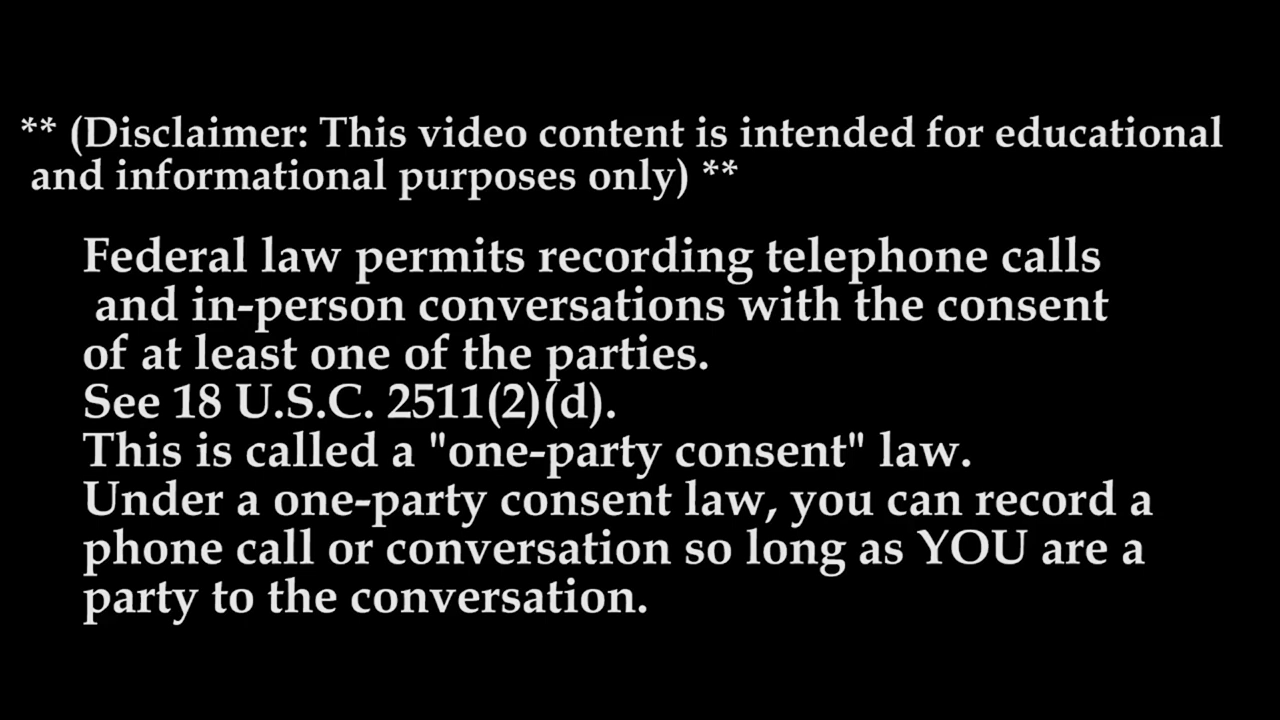 ** (Disclaimer: This video content is intended for educational
and informational purposes only) **
Federal law permits recording telephone calls
and in-person conversations with the consent
of at least one of the parties.
See 18 U.S.C. 2511(2)(d).
This is called a "one-party consent" law.
Under a one-party consent law, you can record a
phone call or conversation so long as YOU are a
party to the conversation.